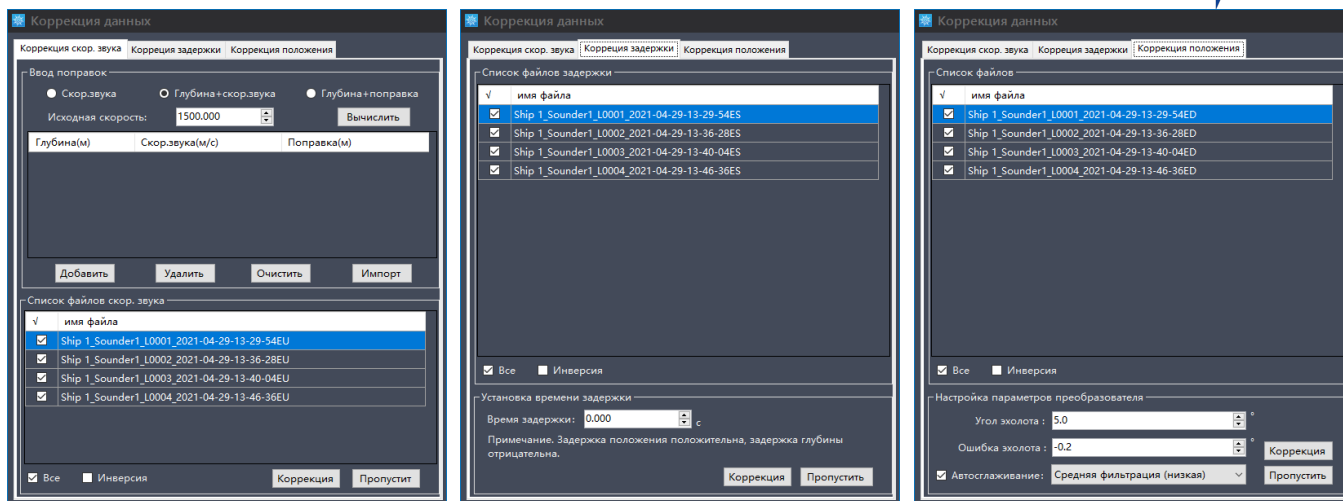 Коррекция данных
Коррекция скор. звука Корреция задержки Коррекция положения
Ввод поправок
Скор.звука Глубина+скор.звука Глубина+поправка
Исходная скорость: 1500.000 Вычислить
Глубина(м) Скор.звука(м/с) Поправка(м)
Добавить Удалить Очистить Импорт
Список файлов скор. звука
√ имя файла
Ship 1_Sounder1_L0001_2021-04-29-13-29-54EU
Ship 1_Sounder1_L0002_2021-04-29-13-36-28EU
Ship 1_Sounder1_L0003_2021-04-29-13-40-04EU
Ship 1_Sounder1_L0004_2021-04-29-13-46-36EU
Все Инверсия Коррекция Пропустит
Коррекция данных
Коррекция скор. звука Корреция задержки Коррекция положения
Список файлов задержки
√ имя файла
Ship 1_Sounder1_L0001_2021-04-29-13-29-54ES
Ship 1_Sounder1_L0002_2021-04-29-13-36-28ES
Ship 1_Sounder1_L0003_2021-04-29-13-40-04ES
Ship 1_Sounder1_L0004_2021-04-29-13-46-36ES
Все Инверсия
Установка времени задержки
Время задержки: 0.000 с
Примечание. Задержка положения положительна, задержка глубины
отрицательна.
Коррекция Пропустить
Коррекция данных
Коррекция скор. звука Корреция задержки Коррекция положения
Список файлов
√ имя файла
Ship 1_Sounder1_L0001_2021-04-29-13-29-54ED
Ship 1_Sounder1_L0002_2021-04-29-13-36-28ED
Ship 1_Sounder1_L0003_2021-04-29-13-40-04ED
Ship 1_Sounder1_L0004_2021-04-29-13-46-36ED
Все Инверсия
Настройка параметров преобразователя
Угол эхолота : 5.0 °
Ошибка эхолота : -0.2 ° Коррекция
Автосглаживание: Средняя фильтрация (низкая) Пропустить